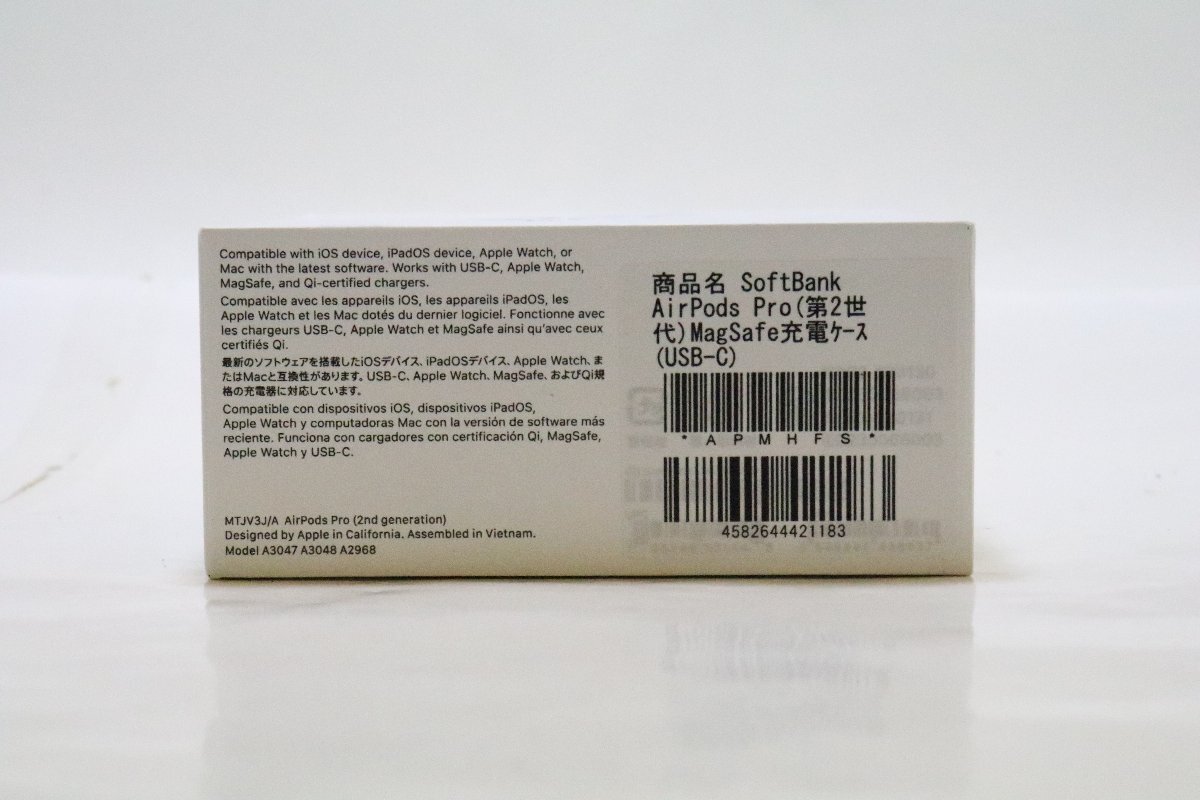 Compatible with iOS device, iPadOS device, Apple Watch, or
Mac with the latest software. Works with USB-C, Apple Watch,
MagSafe, and Qi-certified chargers.
Compatible avec les appareils iOS, les appareils iPadOS, les
Apple Watch et les Mac dotés du dernier logiciel. Fonctionne avec
les chargeurs USB-C, Apple Watch et MagSafe ainsi qu'avec ceux
certifiés Qi.
最新のソフトウェアを搭載したiOSデバイス、iPadOSデバイス、Apple Watch、ま
たはMacと互換性があります。USB-C、Apple Watch、MagSafe、およびQi規
格の充電器に対応しています。
Compatible con dispositivos iOS, dispositivos iPadOS,
Apple Watch y computadoras Mac con la versión de software más
reciente. Funciona con cargadores con certificación Qi, MagSafe,
Apple Watch y USB-C.
MTJV3J/A AirPods Pro (2nd generation)
Designed by Apple in California. Assembled in Vietnam.
Model A3047 A3048 A2968
商品名 SoftBank
AirPods Pro(第2世
代)MagSafe充電ｹｰｽ
(USB-C)
*APMHFS*
4582644421183